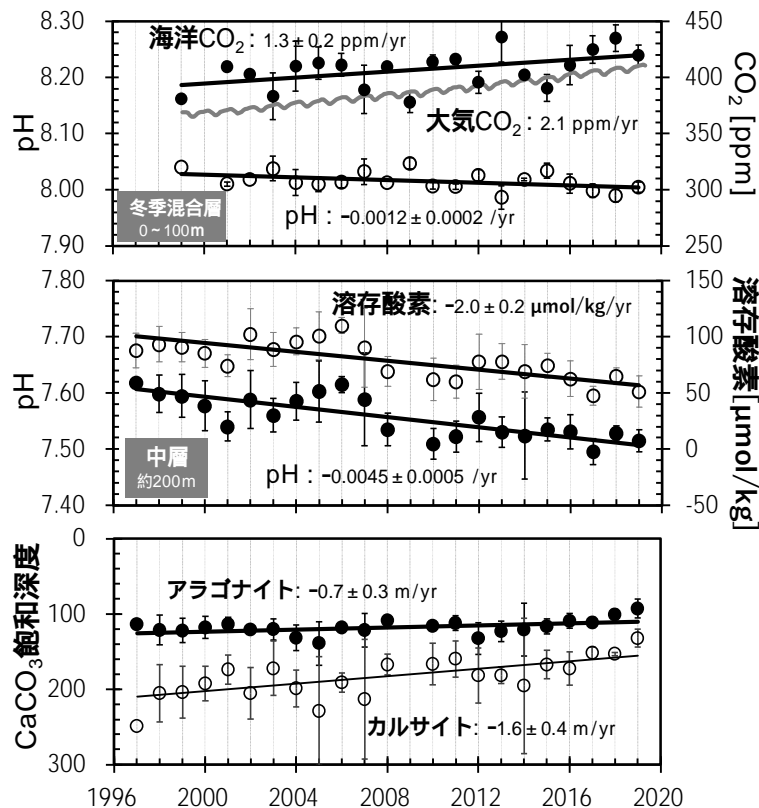 8.30
8.20
8.10
8.00
7.90
pH
海洋CO₂：1.3±0.2 ppm/yr
大気CO₂：2.1 ppm/yr
冬季混合層
0~100m
pH：-0.0012±0.0002 /yr
450
400
350
300
250
CO₂ [ppm]
7.80
7.70
7.60
7.50
7.40
pH
溶存酸素: -2.0±0.2 μmol/kg/yr
中層
約200m
pH：-0.0045±0.0005 /yr
150
100
50
0
-50
溶存酸素[μmol/kg]
0
100
200
300
CaCO₃飽和深度
アラゴナイト: -0.7±0.3 m/yr
カルサイト: -1.6±0.4 m/yr
1996 2000 2004 2008 2012 2016 2020